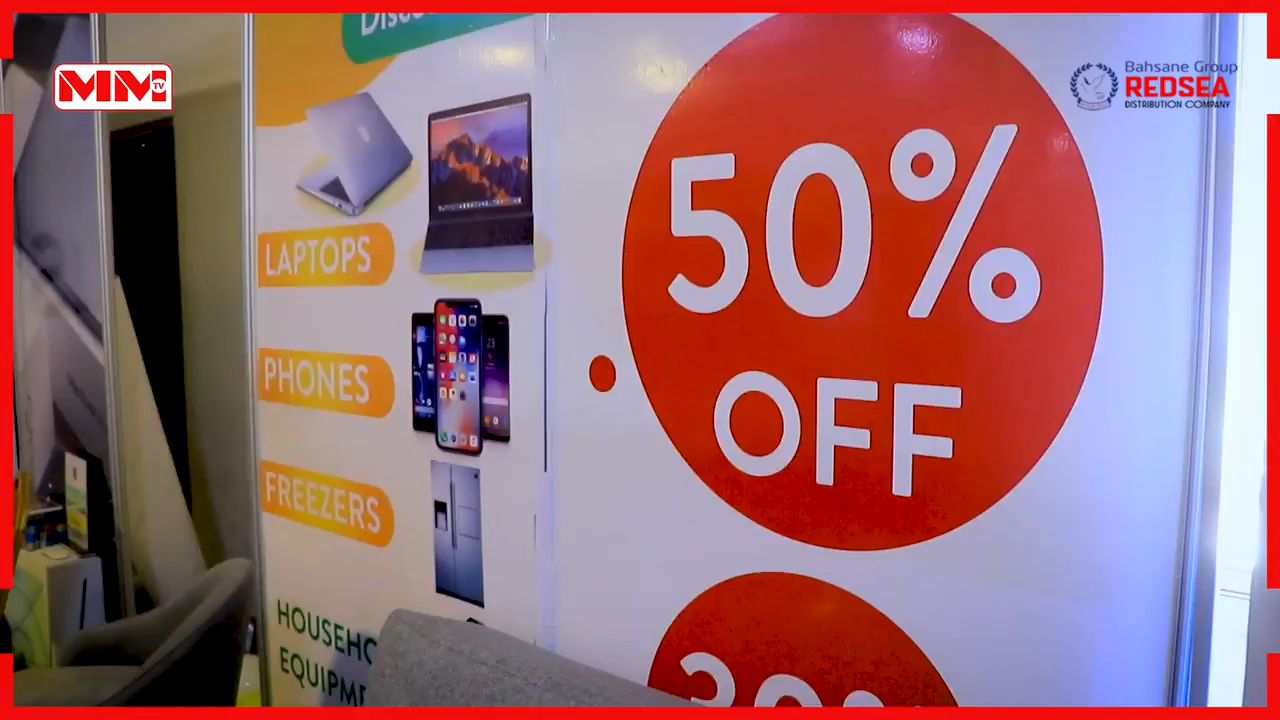 MM TV
Bahsane Group
REDSEA
DISTRIBUTION COMPANY
LAPTOPS
PHONES
FREEZERS
50%
OFF